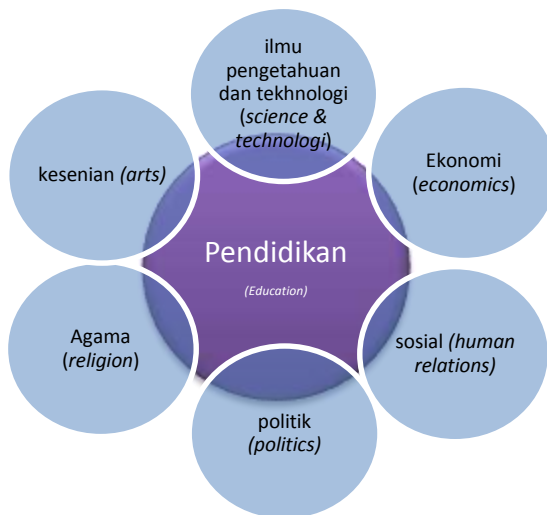 ilmu
pengetahuan
dan tekhnologi
(science &
technologi)
kesenian (arts)
Ekonomi
(economics)
Pendidikan
(Education)
Agama
(religion)
sosial (human
relations)
politik
(politics)